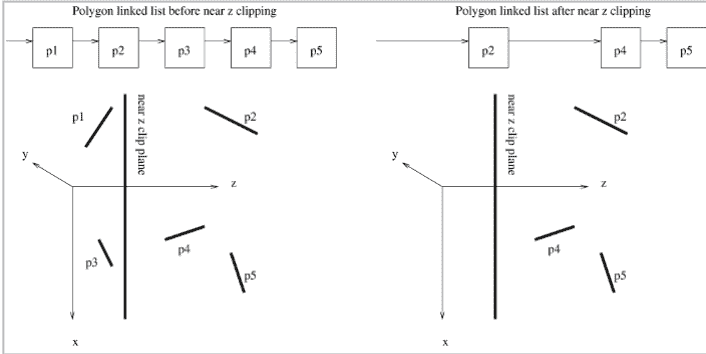 Polygon linked list before near z clipping
p1
p2
p3
p4
p5
near z clip plane
p1
p2
y
z
p3
p4
p5
x
Polygon linked list after near z clipping
p2
p4
p5
near z clip plane
p2
y
z
p4
p5
x